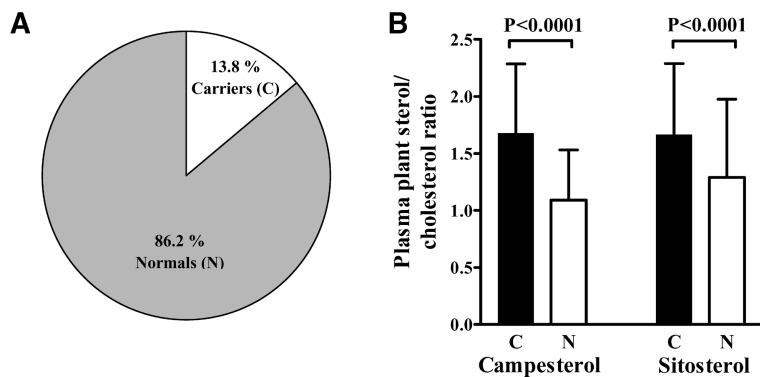 A
13.8 %
Carriers (C)
86.2 %
Normals (N)
B
P<0.0001
P<0.0001
Plasma plant sterol/
cholesterol ratio
2.5
2.0
1.5
1.0
0.5
0.0
C
N
C
N
Campesterol
Sitosterol